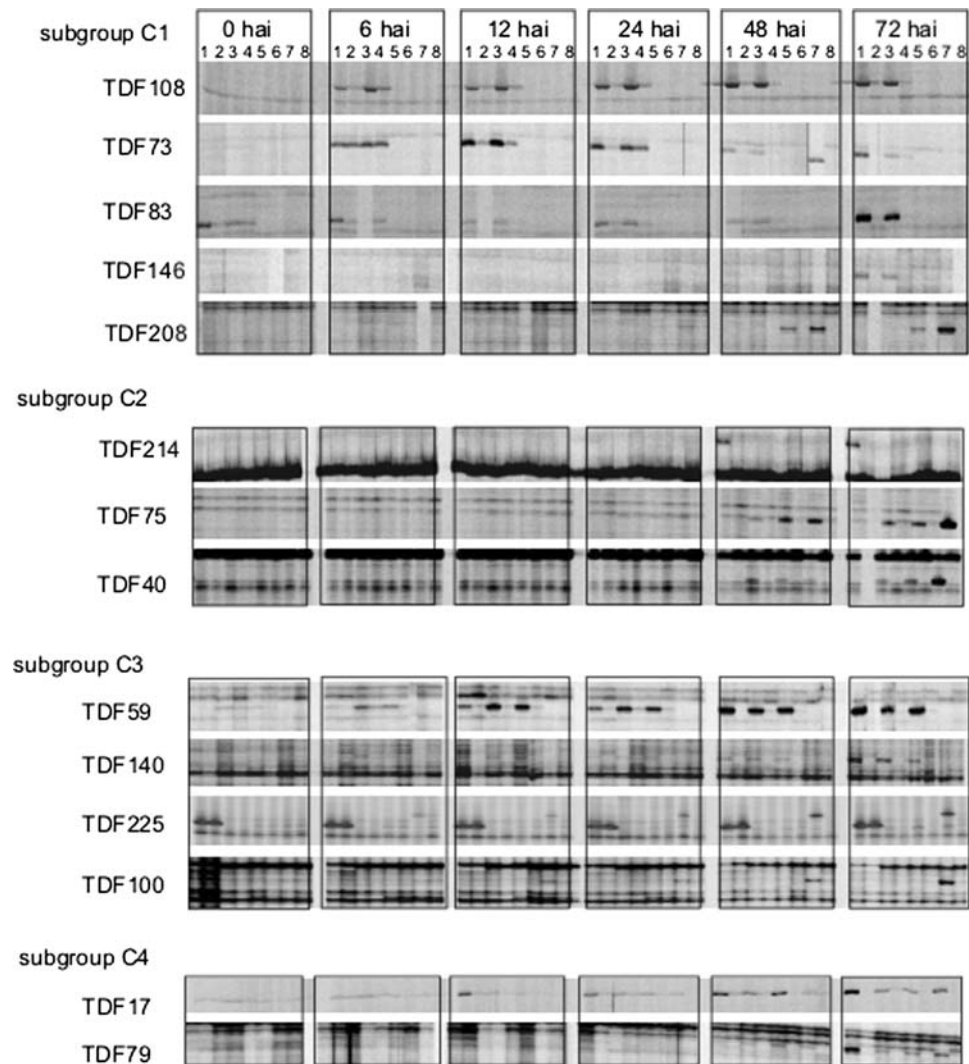 subgroup C1 0 hai 6 hai 12 hai 24 hai 48 hai 72 hai
1 2 3 4 5 6 7 8 1 2 3 4 5 6 7 8 1 2 3 4 5 6 7 8 1 2 3 4 5 6 7 8 1 2 3 4 5 6 7 8 1 2 3 4 5 6 7 8
TDF108
TDF73
TDF83
TDF146
TDF208
subgroup C2
TDF214
TDF75
TDF40
subgroup C3
TDF59
TDF140
TDF225
TDF100
subgroup C4
TDF17
TDF79